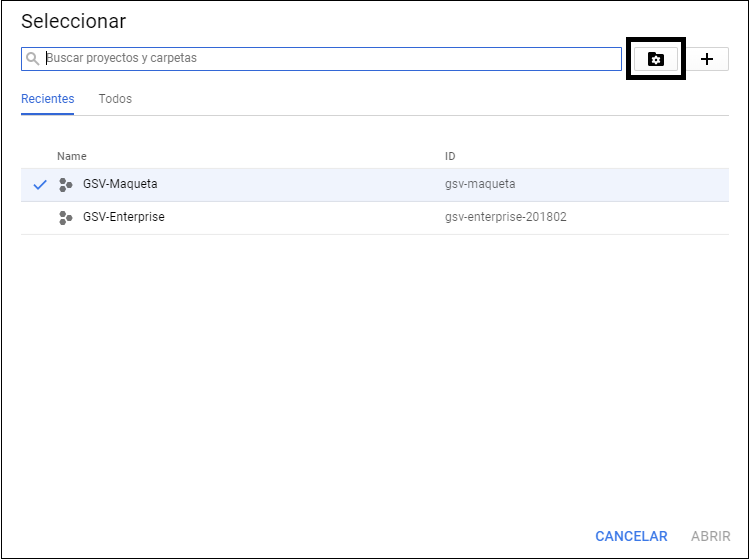 Seleccionar
Buscar proyectos y carpetas
Recientes Todos
Name ID
GSV-Maqueta gsv-maqueta
GSV-Enterprise gsv-enterprise-201802
CANCELAR ABRIR